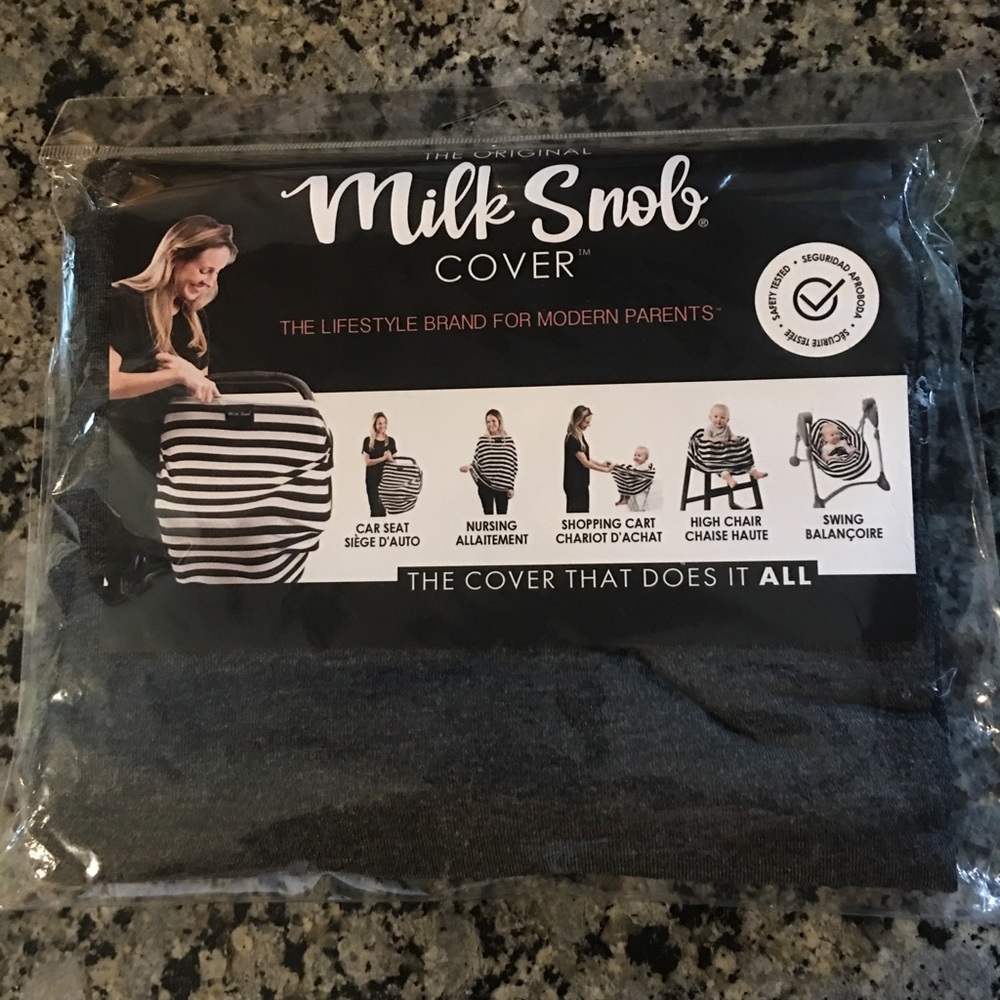 THE ORIGINAL
Milk Snob®
COVER™
THE LIFESTYLE BRAND FOR MODERN PARENTS™
SAFETY TESTED • SEGURIDAD APROBODA • SÉCURITÉ TESTÉE •
Milk Snob
CAR SEAT
SIÈGE D'AUTO
NURSING
ALLAITEMENT
SHOPPING CART
CHARIOT D'ACHAT
HIGH CHAIR
CHAISE HAUTE
SWING
BALANÇOIRE
THE COVER THAT DOES IT ALL